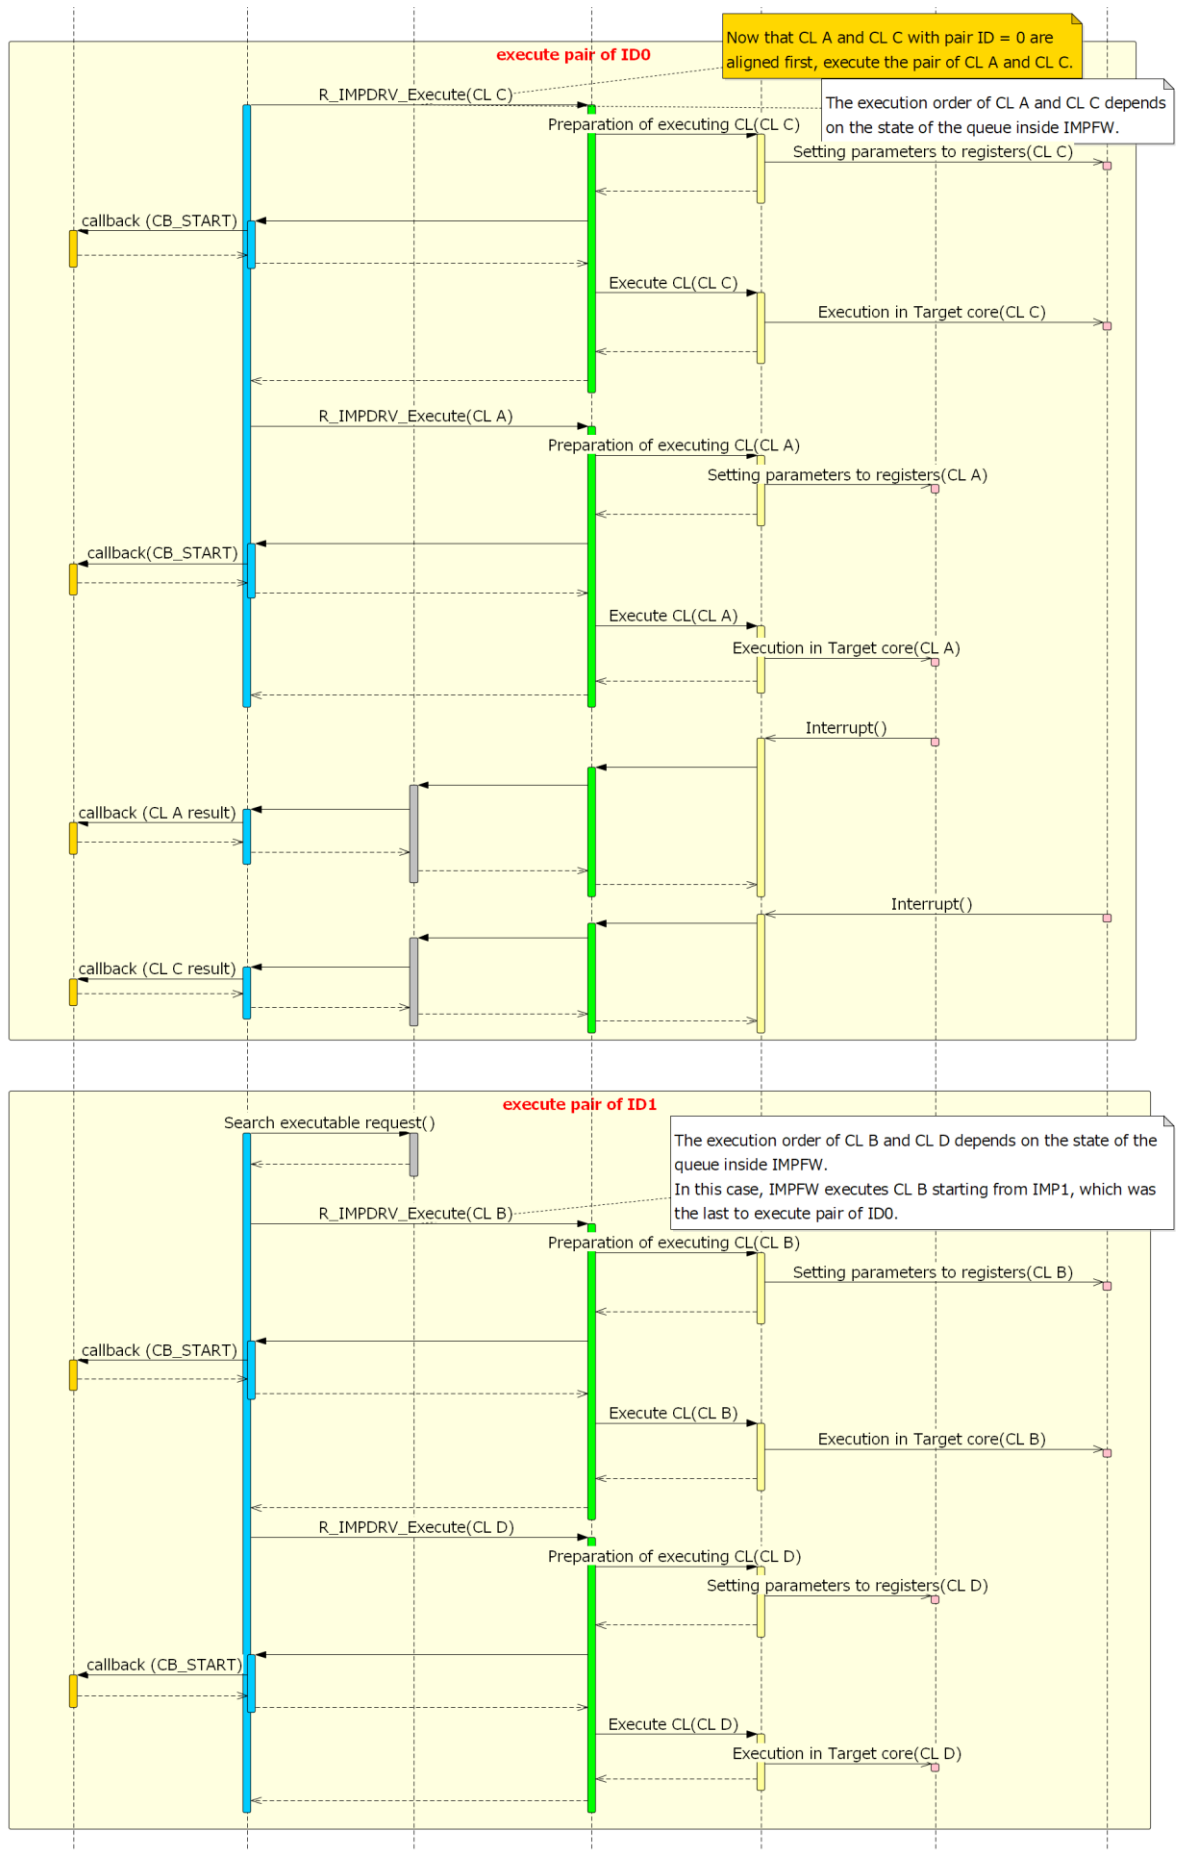 Now that CL A and CL C with pair ID = 0 are
aligned first, execute the pair of CL A and CL C.
execute pair of ID0
R_IMPDRV_Execute(CL C)
The execution order of CL A and CL C depends
on the state of the queue inside IMPFW.
Preparation of executing CL(CL C)
Setting parameters to registers(CL C)
callback (CB_START)
Execute CL(CL C)
Execution in Target core(CL C)
R_IMPDRV_Execute(CL A)
Preparation of executing CL(CL A)
Setting parameters to registers(CL A)
callback(CB_START)
Execute CL(CL A)
Execution in Target core(CL A)
Interrupt()
callback (CL A result)
Interrupt()
callback (CL C result)
execute pair of ID1
Search executable request()
The execution order of CL B and CL D depends on the state of the
queue inside IMPFW.
In this case, IMPFW executes CL B starting from IMP1, which was
the last to execute pair of ID0.
R_IMPDRV_Execute(CL B)
Preparation of executing CL(CL B)
Setting parameters to registers(CL B)
callback (CB_START)
Execute CL(CL B)
Execution in Target core(CL B)
R_IMPDRV_Execute(CL D)
Preparation of executing CL(CL D)
Setting parameters to registers(CL D)
callback (CB_START)
Execute CL(CL D)
Execution in Target core(CL D)